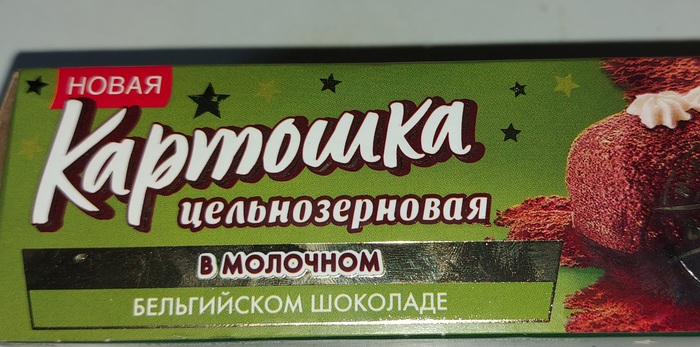 НОВАЯ
Картошка
цельнозерновая
В МОЛОЧНОМ
БЕЛЬГИЙСКОМ ШОКОЛАДЕ